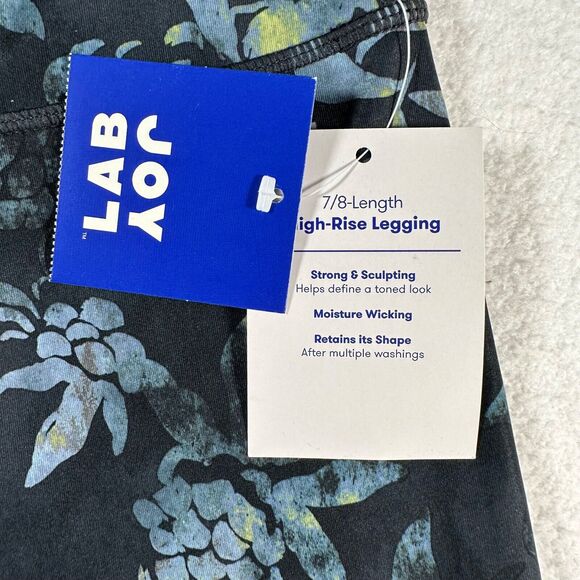 JOY
LAB
™
7/8-Length
igh-Rise Legging
Strong & Sculpting
Helps define a toned look
Moisture Wicking
Retains its Shape
After multiple washings